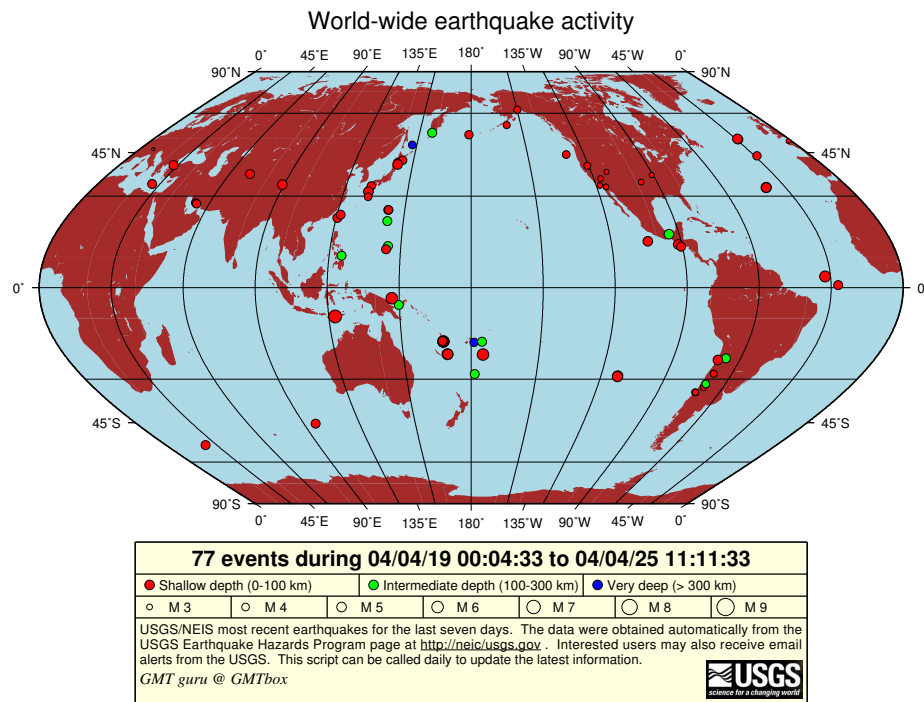 World-wide earthquake activity
0˚ 45˚E 90˚E 135˚E 180˚ 135˚W 90˚W 45˚W 0˚
90˚N 90˚N
45˚N 45˚N
0˚ 0˚
45˚S 45˚S
90˚S 90˚S
0˚ 45˚E 90˚E 135˚E 180˚ 135˚W 90˚W 45˚W 0˚
77 events during 04/04/19 00:04:33 to 04/04/25 11:11:33
Shallow depth (0-100 km) Intermediate depth (100-300 km) Very deep (> 300 km)
M 3 M 4 M 5 M 6 M 7 M 8 M 9
USGS/NEIS most recent earthquakes for the last seven days. The data were obtained automatically from the
USGS Earthquake Hazards Program page at http://neic/usgs.gov . Interested users may also receive email
alerts from the USGS. This script can be called daily to update the latest information.
GMT guru @ GMTbox
USGS
science for a changing world